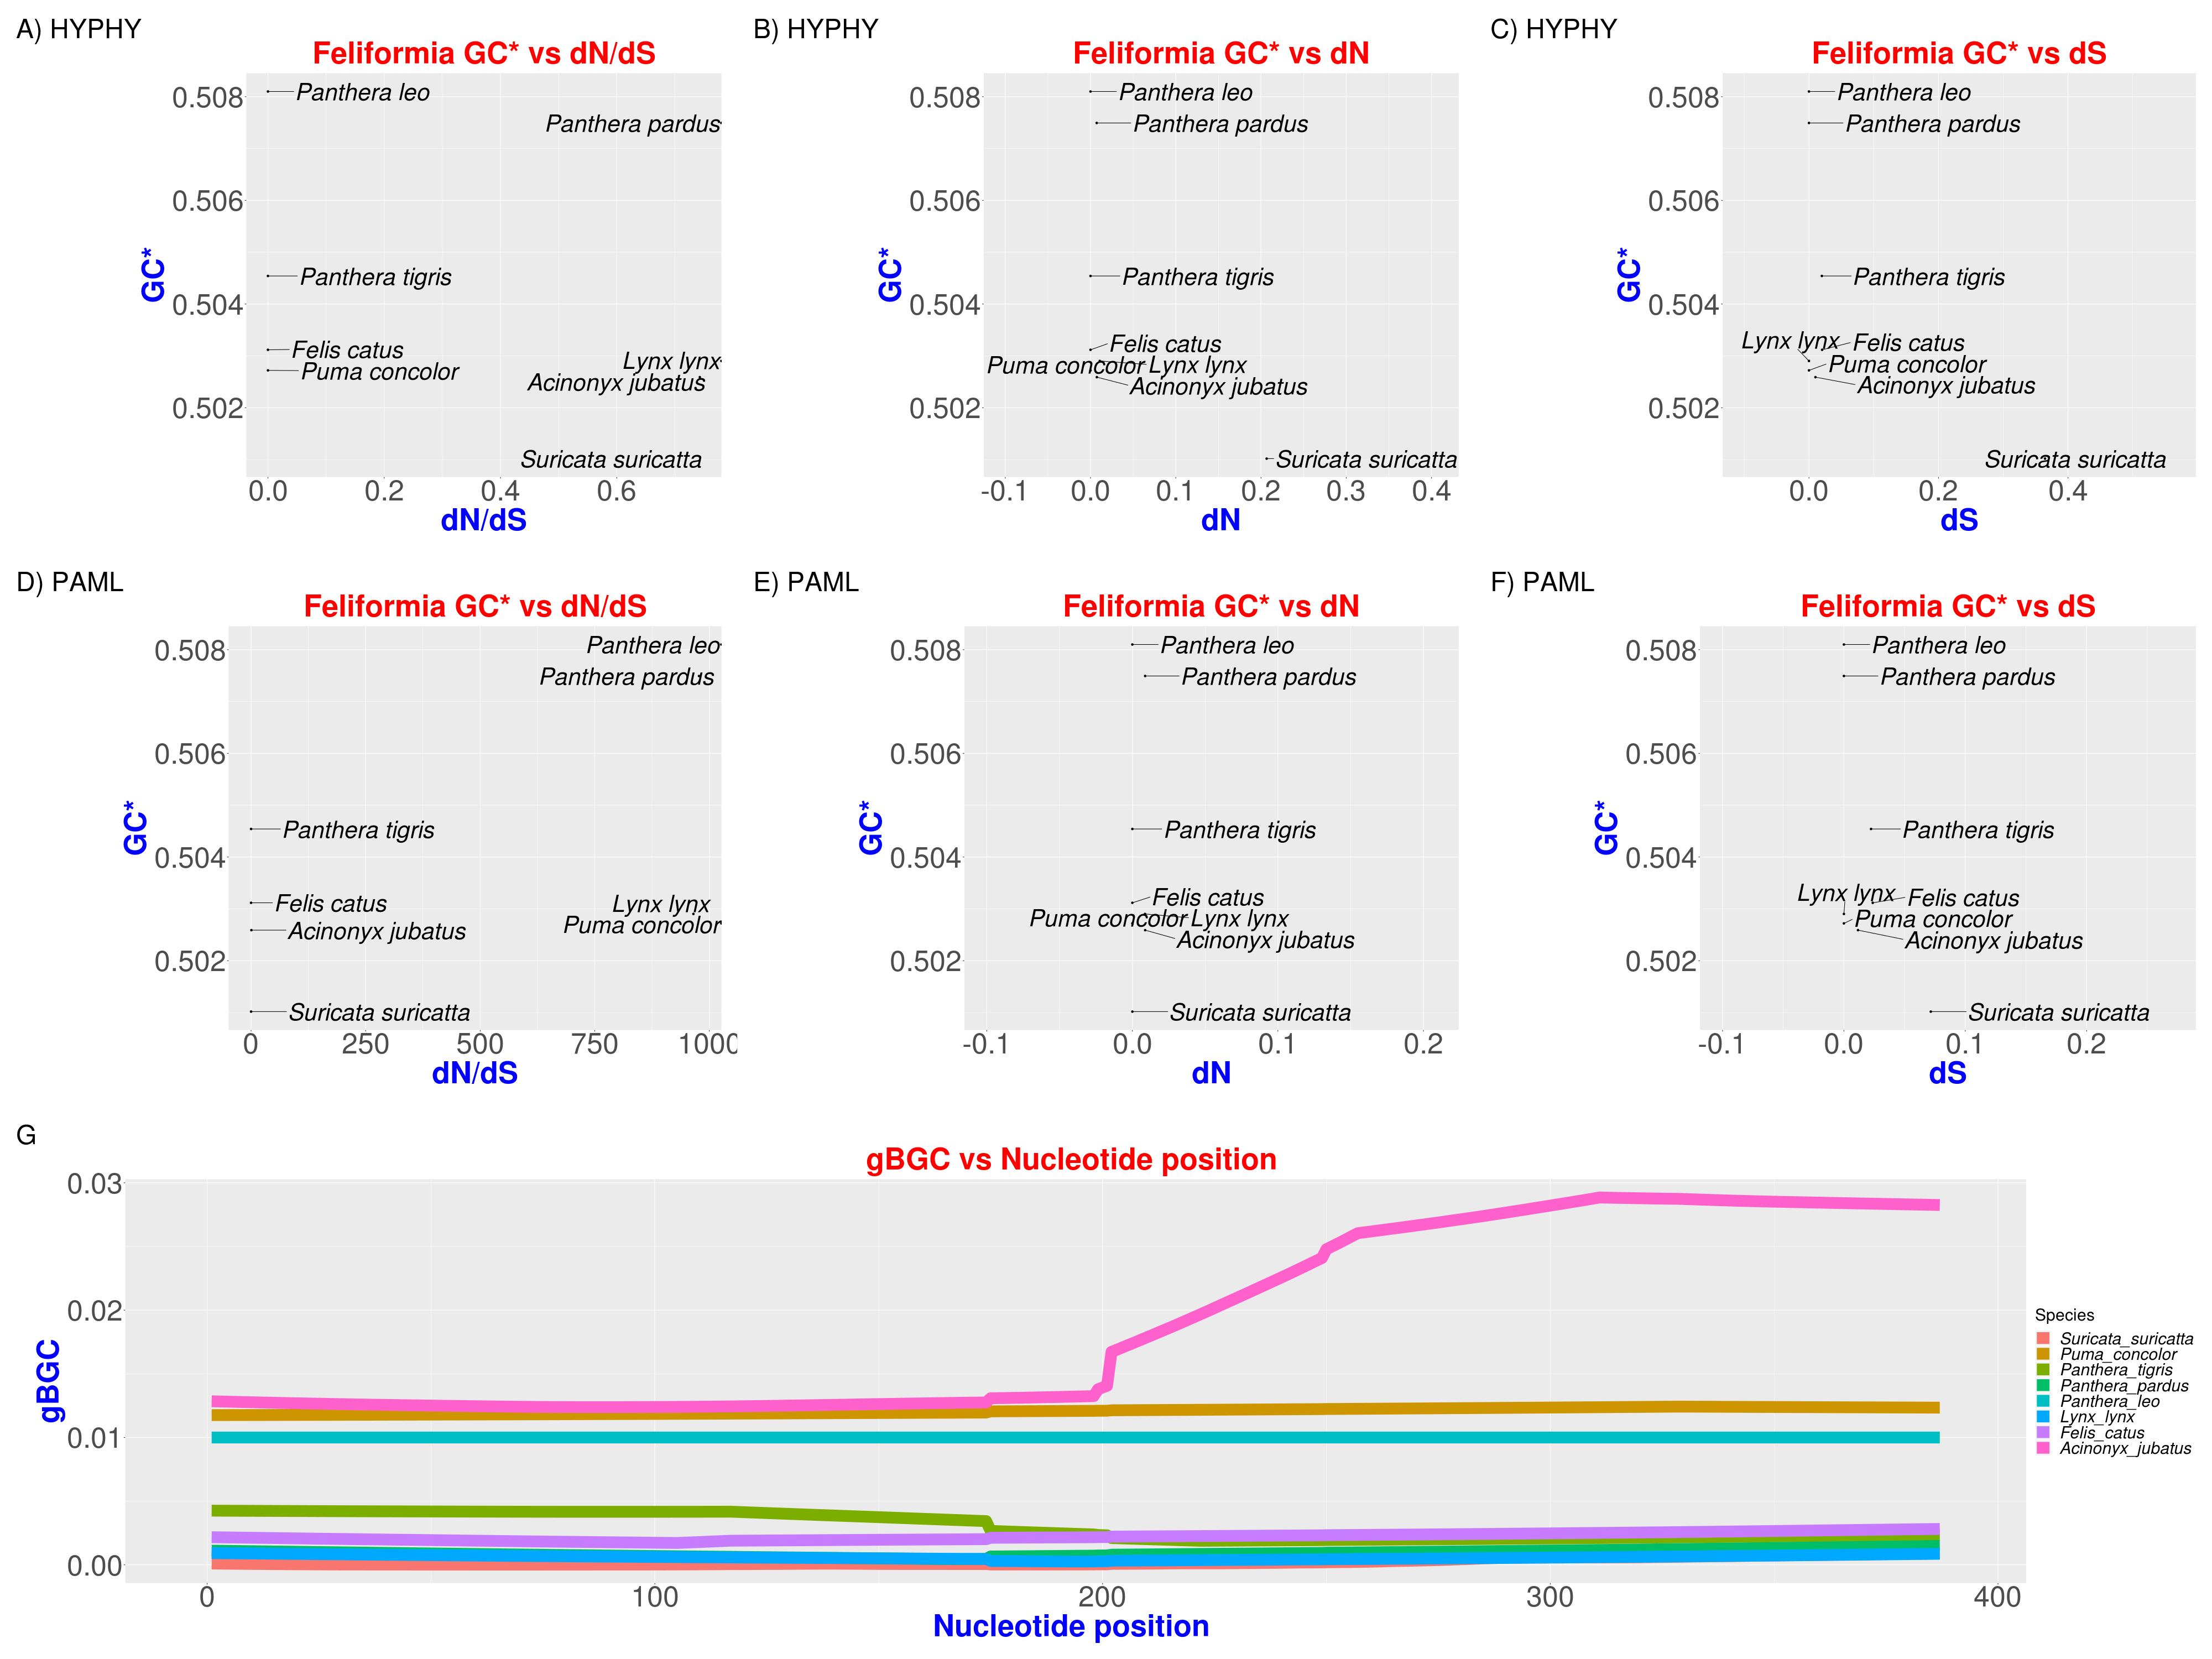 A) HYPHY
Feliformia GC* vs dN/dS
0.508
0.506
0.504
0.502
GC*
Panthera leo
Panthera pardus
Panthera tigris
Felis catus
Puma concolor
Lynx lynx
Acinonyx jubatus
Suricata suricatta
0.0 0.2 0.4 0.6
dN/dS
B) HYPHY
Feliformia GC* vs dN
0.508
0.506
0.504
0.502
GC*
Panthera leo
Panthera pardus
Panthera tigris
Felis catus
Puma concolor Lynx lynx
Acinonyx jubatus
Suricata suricatta
-0.1 0.0 0.1 0.2 0.3 0.4
dN
C) HYPHY
Feliformia GC* vs dS
0.508
0.506
0.504
0.502
GC*
Panthera leo
Panthera pardus
Panthera tigris
Lynx lynx Felis catus
Puma concolor
Acinonyx jubatus
Suricata suricatta
0.0 0.2 0.4
dS
D) PAML
Feliformia GC* vs dN/dS
0.508
0.506
0.504
0.502
GC*
Panthera leo
Panthera pardus
Panthera tigris
Felis catus
Lynx lynx
Puma concolor
Acinonyx jubatus
Suricata suricatta
0 250 500 750 1000
dN/dS
E) PAML
Feliformia GC* vs dN
0.508
0.506
0.504
0.502
GC*
Panthera leo
Panthera pardus
Panthera tigris
Felis catus
Puma concolor Lynx lynx
Acinonyx jubatus
Suricata suricatta
-0.1 0.0 0.1 0.2
dN
F) PAML
Feliformia GC* vs dS
0.508
0.506
0.504
0.502
GC*
Panthera leo
Panthera pardus
Panthera tigris
Lynx lynx Felis catus
Puma concolor
Acinonyx jubatus
Suricata suricatta
-0.1 0.0 0.1 0.2
dS
G
gBGC vs Nucleotide position
0.03
0.02
0.01
0.00
gBGC
0 100 200 300 400
Nucleotide position
Species
Suricata_suricatta
Puma_concolor
Panthera_tigris
Panthera_pardus
Panthera_leo
Lynx_lynx
Felis_catus
Acinonyx_jubatus